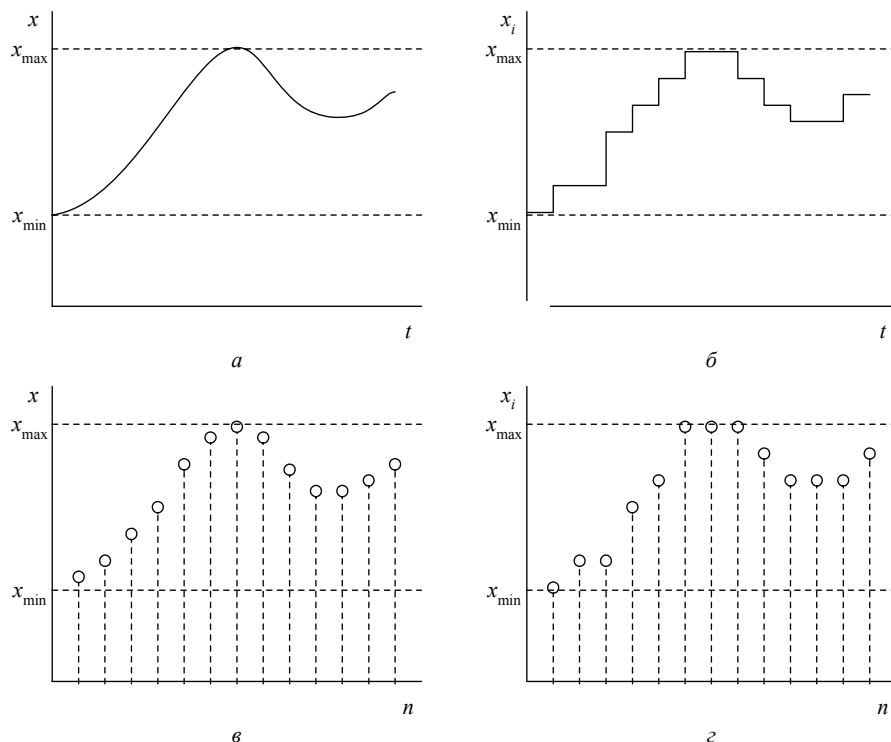 x
x_max
x_min
t
а
x_i
x_max
x_min
t
б
x
x_max
x_min
n
в
x_i
x_max
x_min
n
г